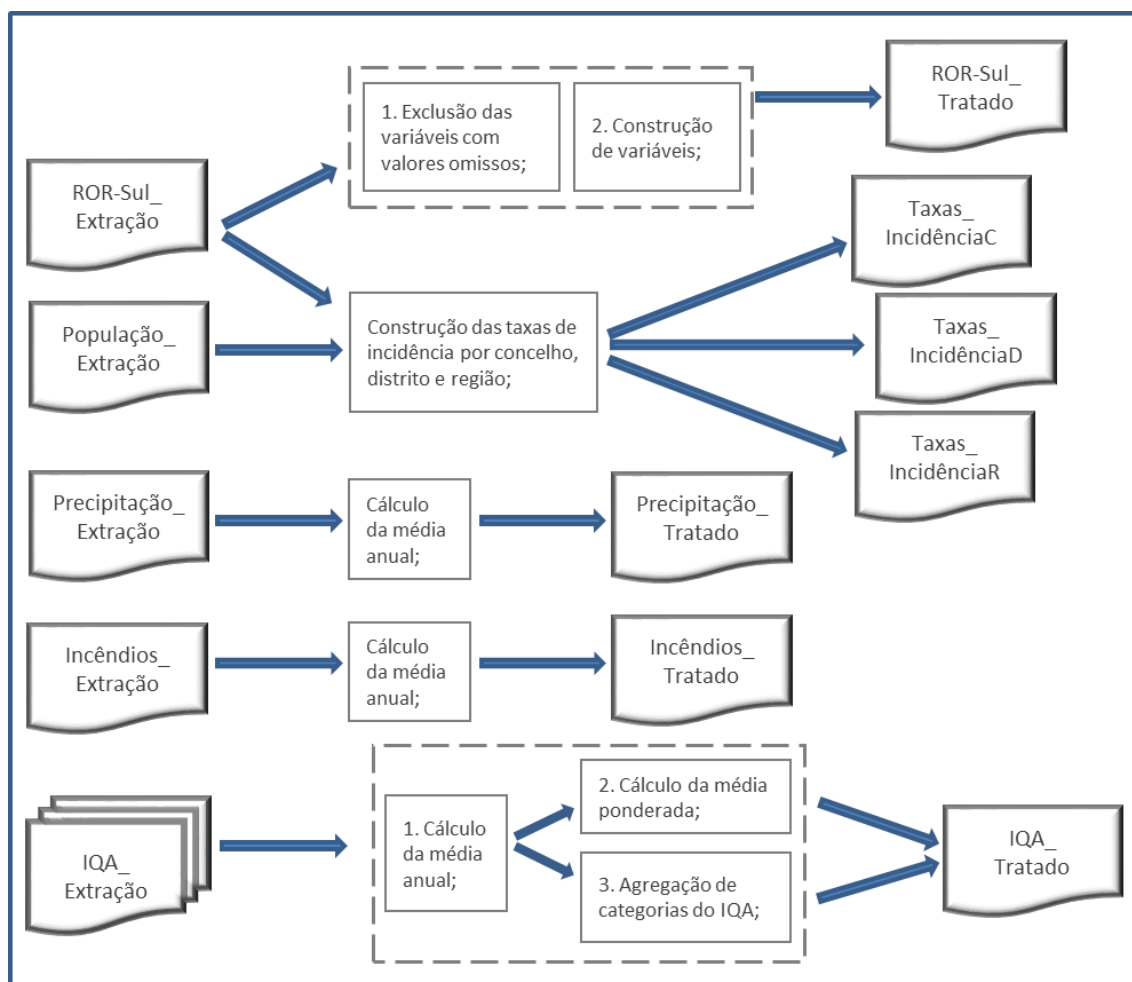 ROR-Sul_
Extração
1. Exclusão das
variáveis com
valores omissos;
2. Construção
de variáveis;
ROR-Sul_
Tratado
População_
Extração
Construção das taxas de
incidência por concelho,
distrito e região;
Taxas_
IncidênciaC
Taxas_
IncidênciaD
Taxas_
IncidênciaR
Precipitação_
Extração
Cálculo
da média
anual;
Precipitação_
Tratado
Incêndios_
Extração
Cálculo
da média
anual;
Incêndios_
Tratado
IQA_
Extração
1. Cálculo
da média
anual;
2. Cálculo da média
ponderada;
3. Agregação de
categorias do IQA;
IQA_
Tratado